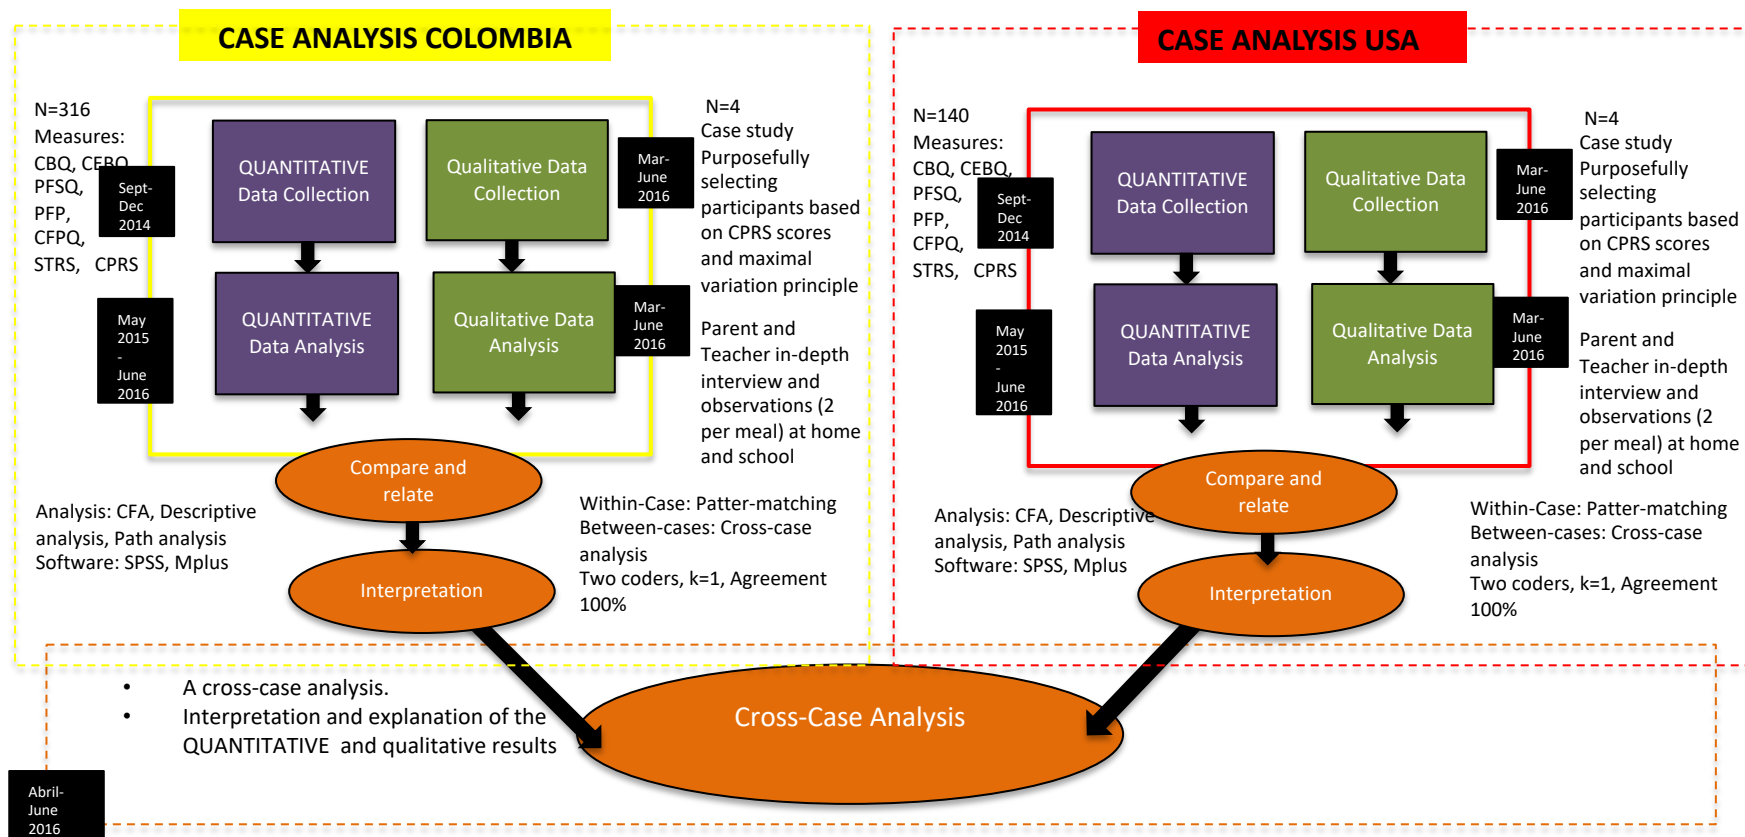 CASE ANALYSIS COLOMBIA
N=316
Measures:
CBQ, CEBQ,
PFSQ,
PFP,
CFPQ,
STRS, CPRS
Sept-
Dec
2014
May
2015
-
June
2016
QUANTITATIVE
Data Collection
Qualitative Data
Collection
QUANTITATIVE
Data Analysis
Qualitative Data
Analysis
Mar-
June
2016
Mar-
June
2016
N=4
Case study
Purposefully
selecting
participants based
on CPRS scores
and maximal
variation principle
Parent and
Teacher in-depth
interview and
observations (2
per meal) at home
and school
Compare and
relate
Analysis: CFA, Descriptive
analysis, Path analysis
Software: SPSS, Mplus
Within-Case: Patter-matching
Between-cases: Cross-case
analysis
Two coders, k=1, Agreement
100%
Interpretation
CASE ANALYSIS USA
N=140
Measures:
CBQ, CEBQ,
PFSQ,
PFP,
CFPQ,
STRS, CPRS
Sept-
Dec
2014
May
2015
-
June
2016
QUANTITATIVE
Data Collection
Qualitative Data
Collection
QUANTITATIVE
Data Analysis
Qualitative Data
Analysis
Mar-
June
2016
Mar-
June
2016
N=4
Case study
Purposefully
selecting
participants based
on CPRS scores
and maximal
variation principle
Parent and
Teacher in-depth
interview and
observations (2
per meal) at home
and school
Compare and
relate
Analysis: CFA, Descriptive
analysis, Path analysis
Software: SPSS, Mplus
Within-Case: Patter-matching
Between-cases: Cross-case
analysis
Two coders, k=1, Agreement
100%
Interpretation
• A cross-case analysis.
• Interpretation and explanation of the
QUANTITATIVE and qualitative results
Cross-Case Analysis
Abril-
June
2016